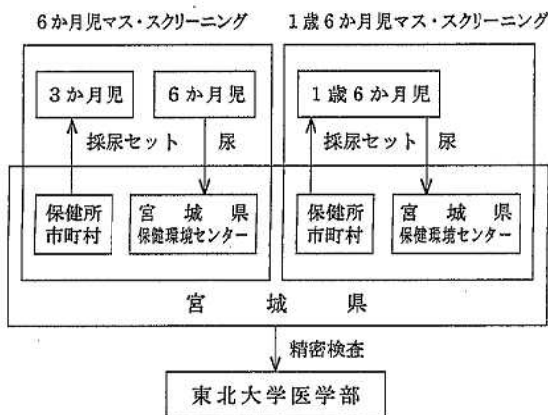 6か月児マス・スクリーニング
1歳6か月児マス・スクリーニング
3か月児
6か月児
1歳6か月児
採尿セット
尿
採尿セット
尿
保健所
市町村
宮城県
保健環境センター
保健所
市町村
宮城県
保健環境センター
宮城県
精密検査
東北大学医学部